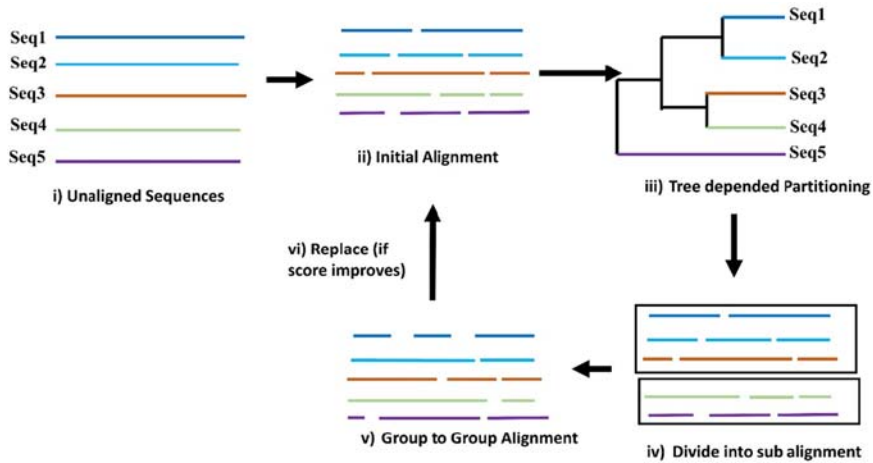 Seq1
Seq2
Seq3
Seq4
Seq5
i) Unaligned Sequences
ii) Initial Alignment
Seq1
Seq2
Seq3
Seq4
Seq5
iii) Tree depended Partitioning
vi) Replace (if
score improves)
v) Group to Group Alignment
iv) Divide into sub alignment